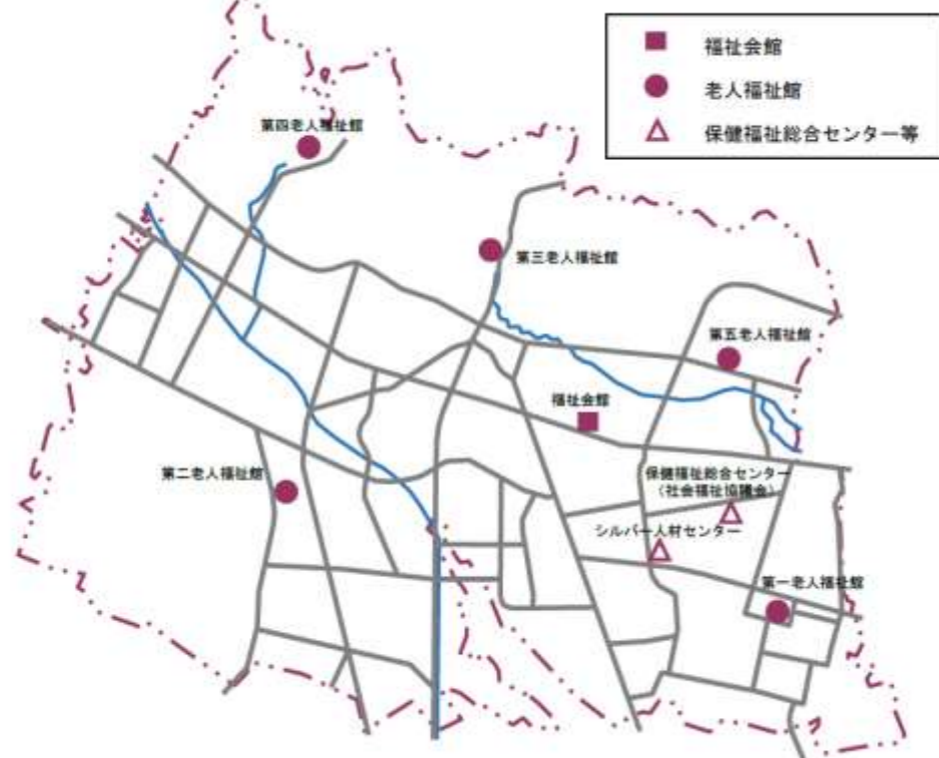 福祉会館
老人福祉館
保健福祉総合センター等
第四老人福祉館
第三老人福祉館
第五老人福祉館
福祉会館
第二老人福祉館
保健福祉総合センター
（社会福祉協議会）
シルバー人材センター
第一老人福祉館